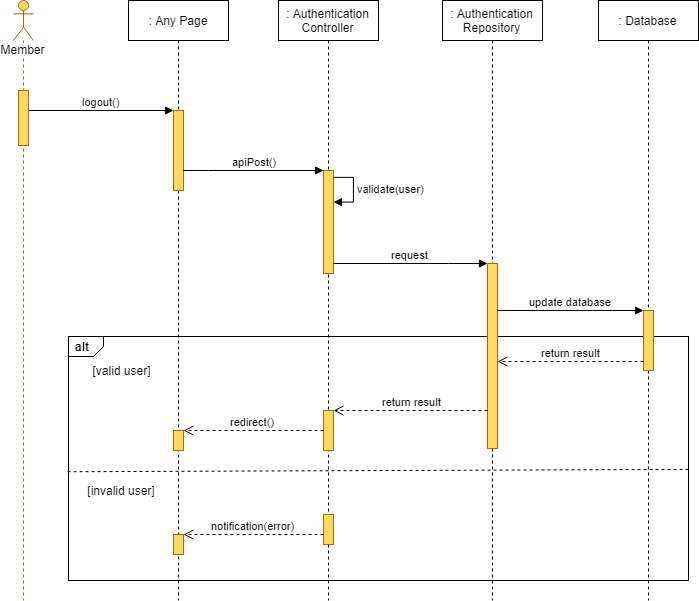 Member
: Any Page
: Authentication
Controller
: Authentication
Repository
: Database
logout()
apiPost()
validate(user)
request
update database
alt
return result
[valid user]
return result
redirect()
[invalid user]
notification(error)